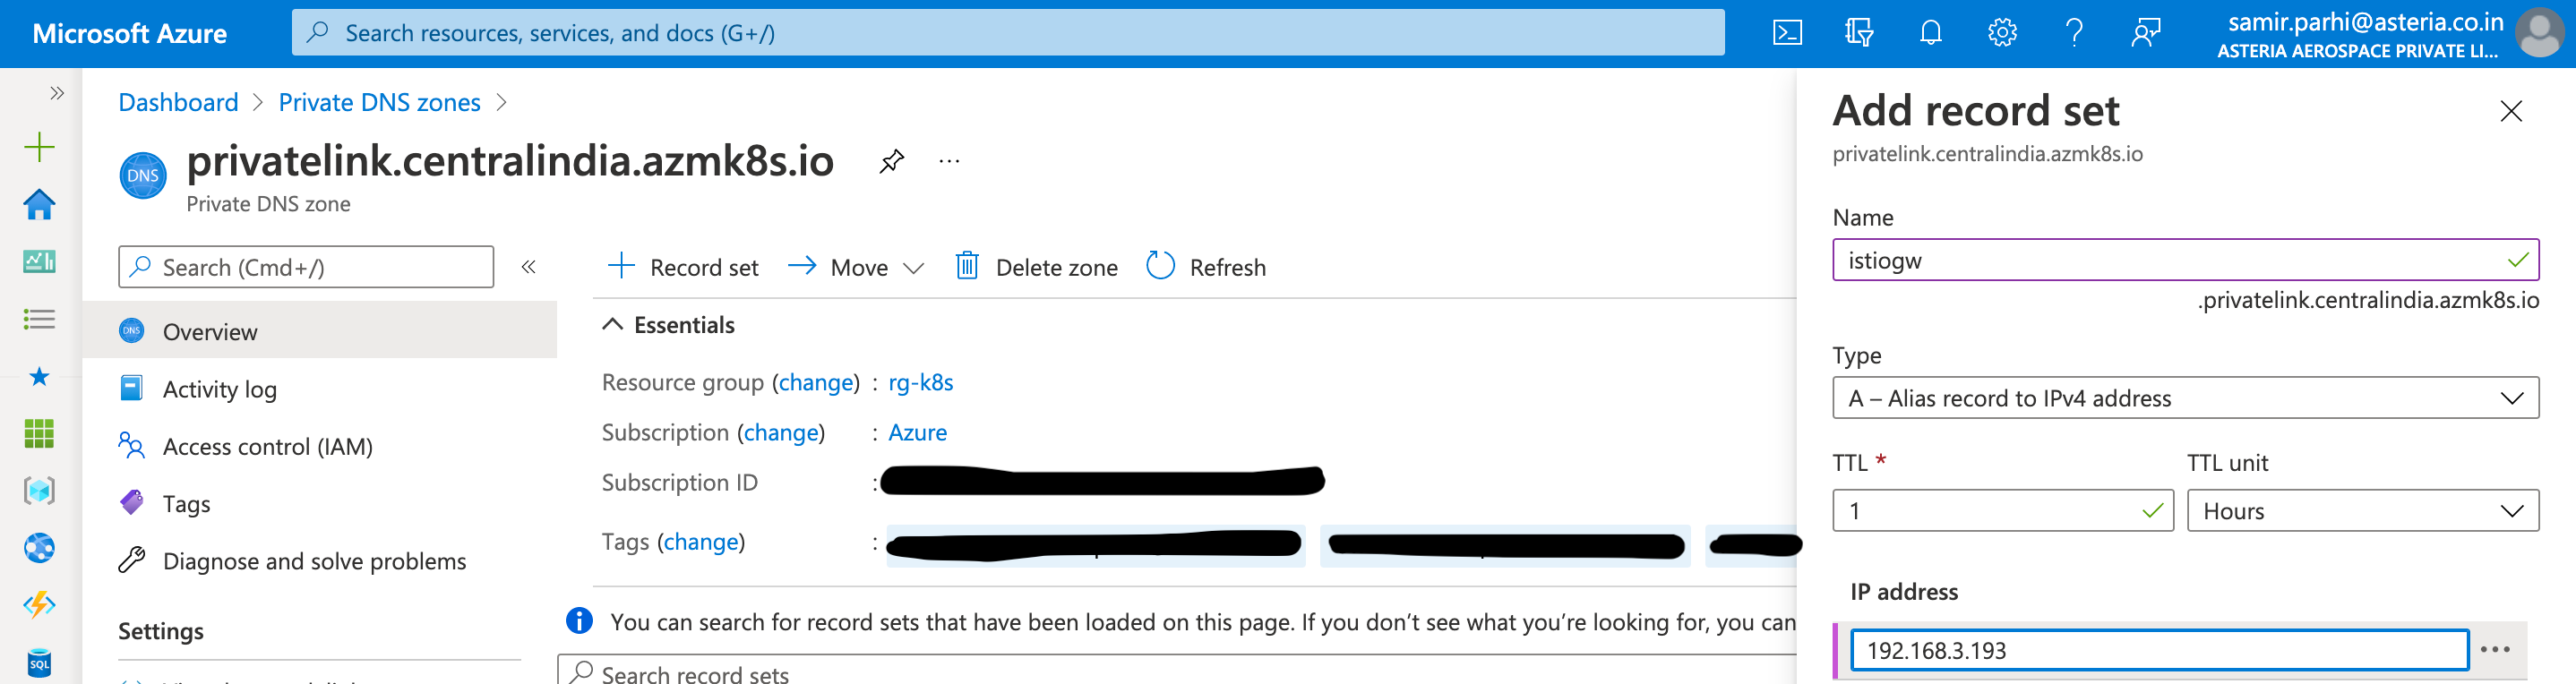 Microsoft Azure
Search resources, services, and docs (G+/)
samir.parhi@asteria.co.in
ASTERIA AEROSPACE PRIVATE LI...
Dashboard > Private DNS zones >
DNS
privatelink.centralindia.azmk8s.io
...
Private DNS zone
Search (Cmd+/)
«
DNS
Overview
Activity log
Access control (IAM)
Tags
Diagnose and solve problems
Settings
SQL
Record set
Move
Delete zone
Refresh
Essentials
Resource group (change) : rg-k8s
Subscription (change) : Azure
Subscription ID :
Tags (change) :
You can search for record sets that have been loaded on this page. If you don’t see what you’re looking for, you can
Search record sets
Add record set
privatelink.centralindia.azmk8s.io
Name
istiogw
.privatelink.centralindia.azmk8s.io
Type
A – Alias record to IPv4 address
TTL * TTL unit
1 Hours
IP address
192.168.3.193